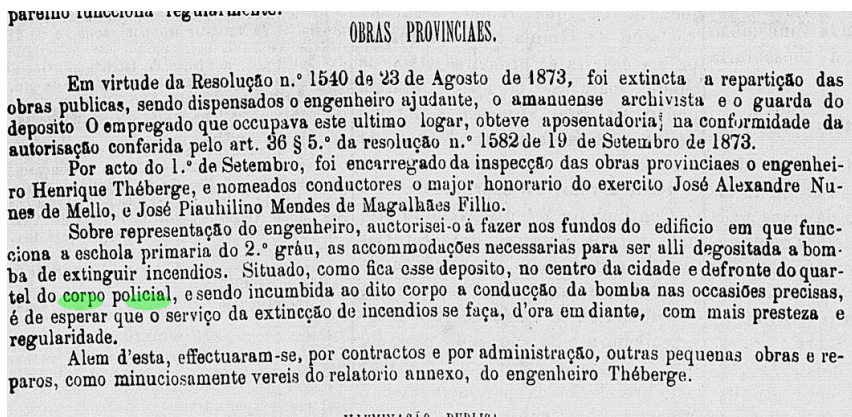 parelho funcciona regularmente.
OBRAS PROVINCIAES.
Em virtude da Resolução n.º 1540 de 23 de Agosto de 1873, foi extincta a repartição das
obras publicas, sendo dispensados o engenheiro ajudante, o amanuense archivista e o guarda do
deposito O empregado que occupava este ultimo logar, obteve aposentadoria; na conformidade da
autorisação conferida pelo art. 36 § 5.º da resolução n.º 1582 de 19 de Setembro de 1873.
Por acto do 1.º de Setembro, foi encarregado da inspecção das obras provinciaes o engenhei-
ro Henrique Théberge, e nomeados conductores o major honorario do exercito José Alexandre Nu-
nes de Mello, e José Piauhilino Mendes de Magalhães Filho.
Sobre representação do engenheiro, auctorisei-o à fazer nos fundos do edificio em que func-
ciona a eschola primaria do 2.º gráu, as accommodações necessarias para ser alli degositada a bom-
ba de extinguir incendios. Situado, como fica esse deposito, no centro da cidade e defronte do quar-
tel do corpo policial, e sendo incumbida ao dito corpo a conducção da bomba nas occasiões precisas,
é de esperar que o serviço da extincção de incendios se faça, d'ora em diante, com mais presteza e
regularidade.
Alem d'esta, effectuaram-se, por contractos e por administração, outras pequenas obras e re-
paros, como minuciosamente vereis do relatorio annexo, do engenheiro Théberge.